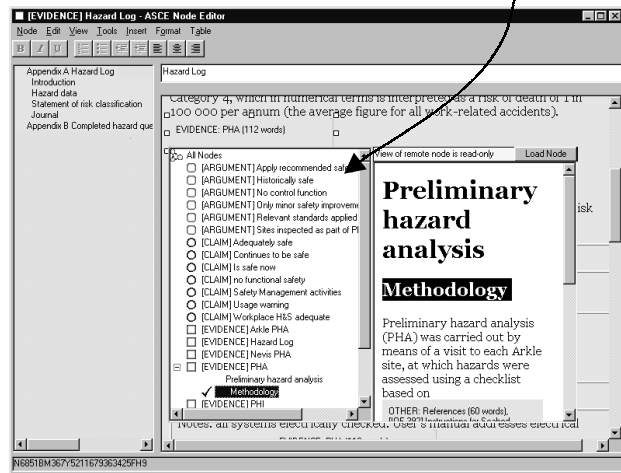 [EVIDENCE] Hazard Log - ASCE Node Editor
Node Edit View Tools Insert Format Table
B I U
Appendix A Hazard Log
Introduction
Hazard data
Statement of risk classification
Journal
Appendix B Completed hazard que
Hazard Log
Category 4, which in numerical terms is interpreted as a risk of death of 1 in
100 000 per annum (the average figure for all work-related accidents).
EVIDENCE: PHA (112 words)
All Nodes
[ARGUMENT] Apply recommended safe
[ARGUMENT] Historically safe
[ARGUMENT] No control function
[ARGUMENT] Only minor safety improveme
[ARGUMENT] Relevant standards applied
[ARGUMENT] Sites inspected as part of PI
[CLAIM] Adequately safe
[CLAIM] Continues to be safe
[CLAIM] Is safe now
[CLAIM] no functional safety
[CLAIM] Safety Management activities
[CLAIM] Usage warning
[CLAIM] Workplace H&S adequate
[EVIDENCE] Arkle PHA
[EVIDENCE] Hazard Log
[EVIDENCE] Nevis PHA
[EVIDENCE] PHA
Preliminary hazard analysis
Methodology
[EVIDENCE] PHI
View of remote node is read-only
Load Node
Preliminary
hazard
analysis
Methodology
Preliminary hazard analysis
(PHA) was carried out by
means of a visit to each Arkle
site, at which hazards were
assessed using a checklist
based on
OTHER: References (60 words),
isk
Notes: all systems electrically checked. User's manual addresses electrical
N6851BM367Y5211679363425FH9